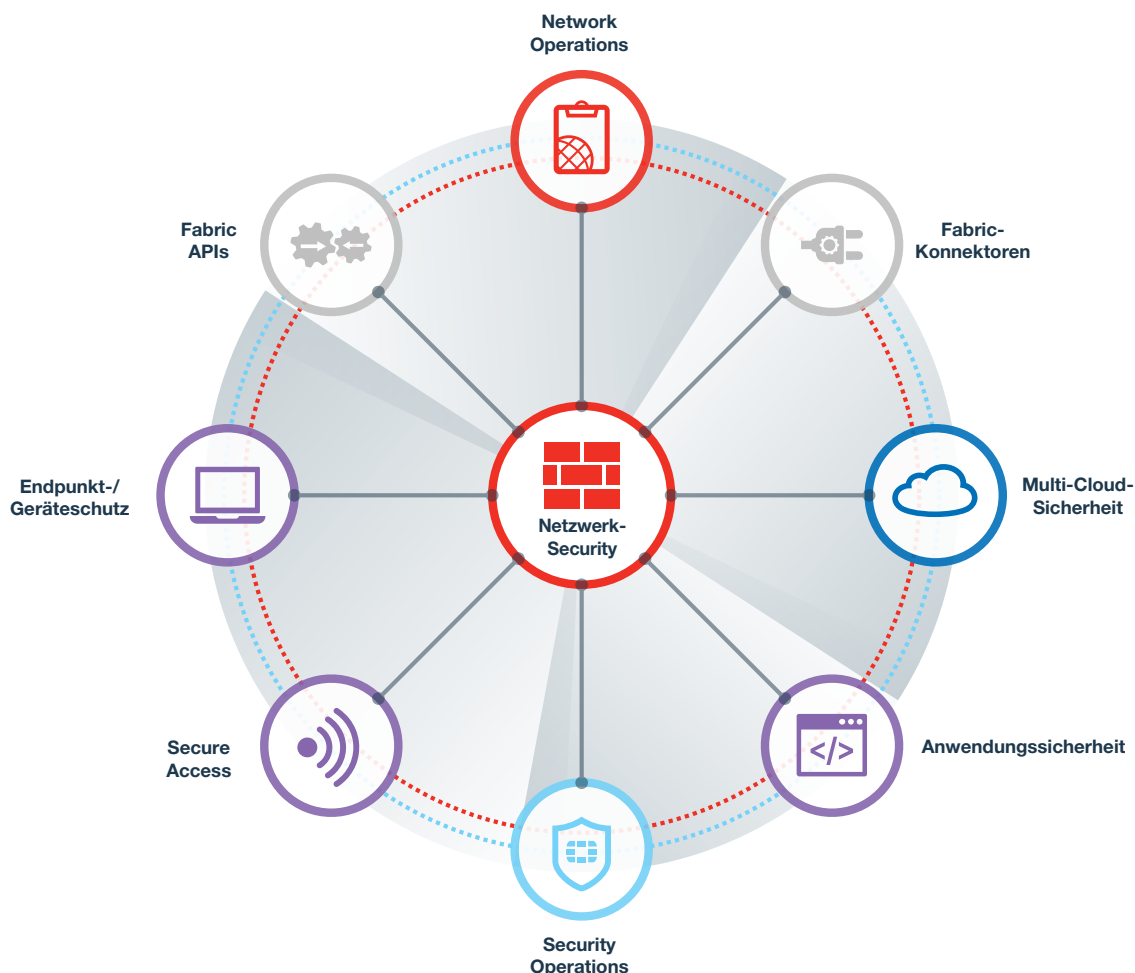 Network
Operations
Fabric
APIs
Fabric-
Konnektoren
Endpunkt-/
Geräteschutz
Netzwerk-
Security
Multi-Cloud-
Sicherheit
Secure
Access
</>
Anwendungssicherheit
Security
Operations